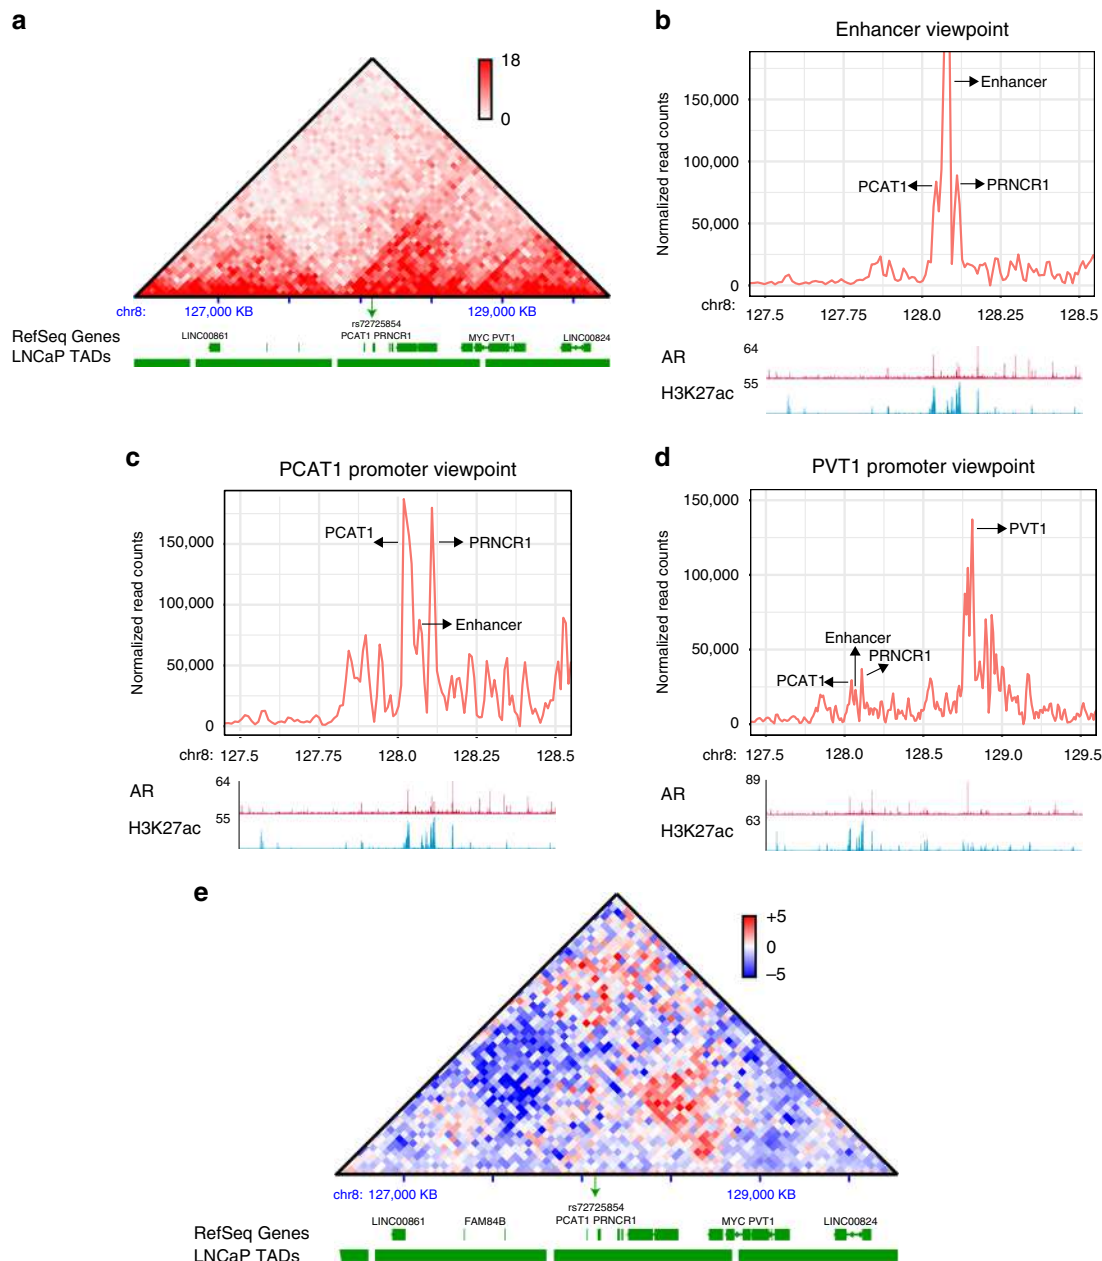 a
18
0
chr8: 127,000 KB 129,000 KB
rs72725854
RefSeq Genes LINC00861 PCAT1 PRNCR1 MYC PVT1 LINC00824
LNCaP TADs
b
Enhancer viewpoint
Normalized read counts
150,000
100,000
50,000
0
Enhancer
PCAT1
PRNCR1
chr8:
127.5 127.75 128.0 128.25 128.5
AR 64
H3K27ac 55
c
PCAT1 promoter viewpoint
Normalized read counts
150,000
100,000
50,000
0
PCAT1
PRNCR1
Enhancer
chr8: 127.5 127.75 128.0 128.25 128.5
AR 64
H3K27ac 55
d
PVT1 promoter viewpoint
Normalized read counts
150,000
100,000
50,000
0
PVT1
Enhancer
PRNCR1
PCAT1
chr8: 127.5 128.0 128.5 129.0 129.5
AR 89
H3K27ac 63
e
+5
0
–5
chr8: 127,000 KB 129,000 KB
rs72725854
LINC00861 FAM84B PCAT1 PRNCR1 MYC PVT1 LINC00824
RefSeq Genes
LNCaP TADs